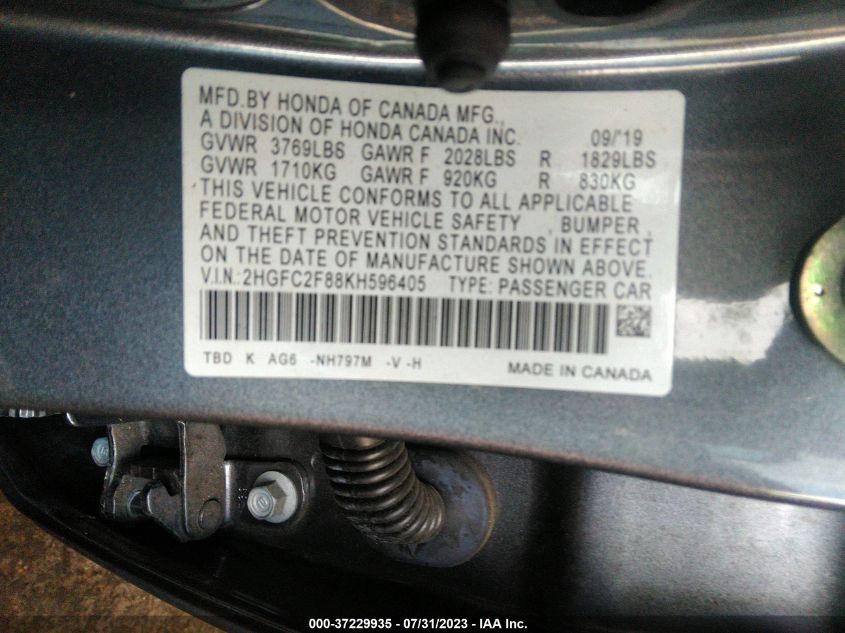 MFD.BY HONDA OF CANADA MFG.,
A DIVISION OF HONDA CANADA INC. 09/'19
GVWR 3769LBS GAWR F 2028LBS R 1829LBS
GVWR 1710KG GAWR F 920KG R 830KG
THIS VEHICLE CONFORMS TO ALL APPLICABLE
FEDERAL MOTOR VEHICLE SAFETY , BUMPER ,
AND THEFT PREVENTION STANDARDS IN EFFECT
ON THE DATE OF MANUFACTURE SHOWN ABOVE.
V.I.N.:2HGFC2F88KH596405 TYPE: PASSENGER CAR
TBD K AG6 -NH797M -V -H MADE IN CANADA
000-37229935 - 07/31/2023 - IAA Inc.